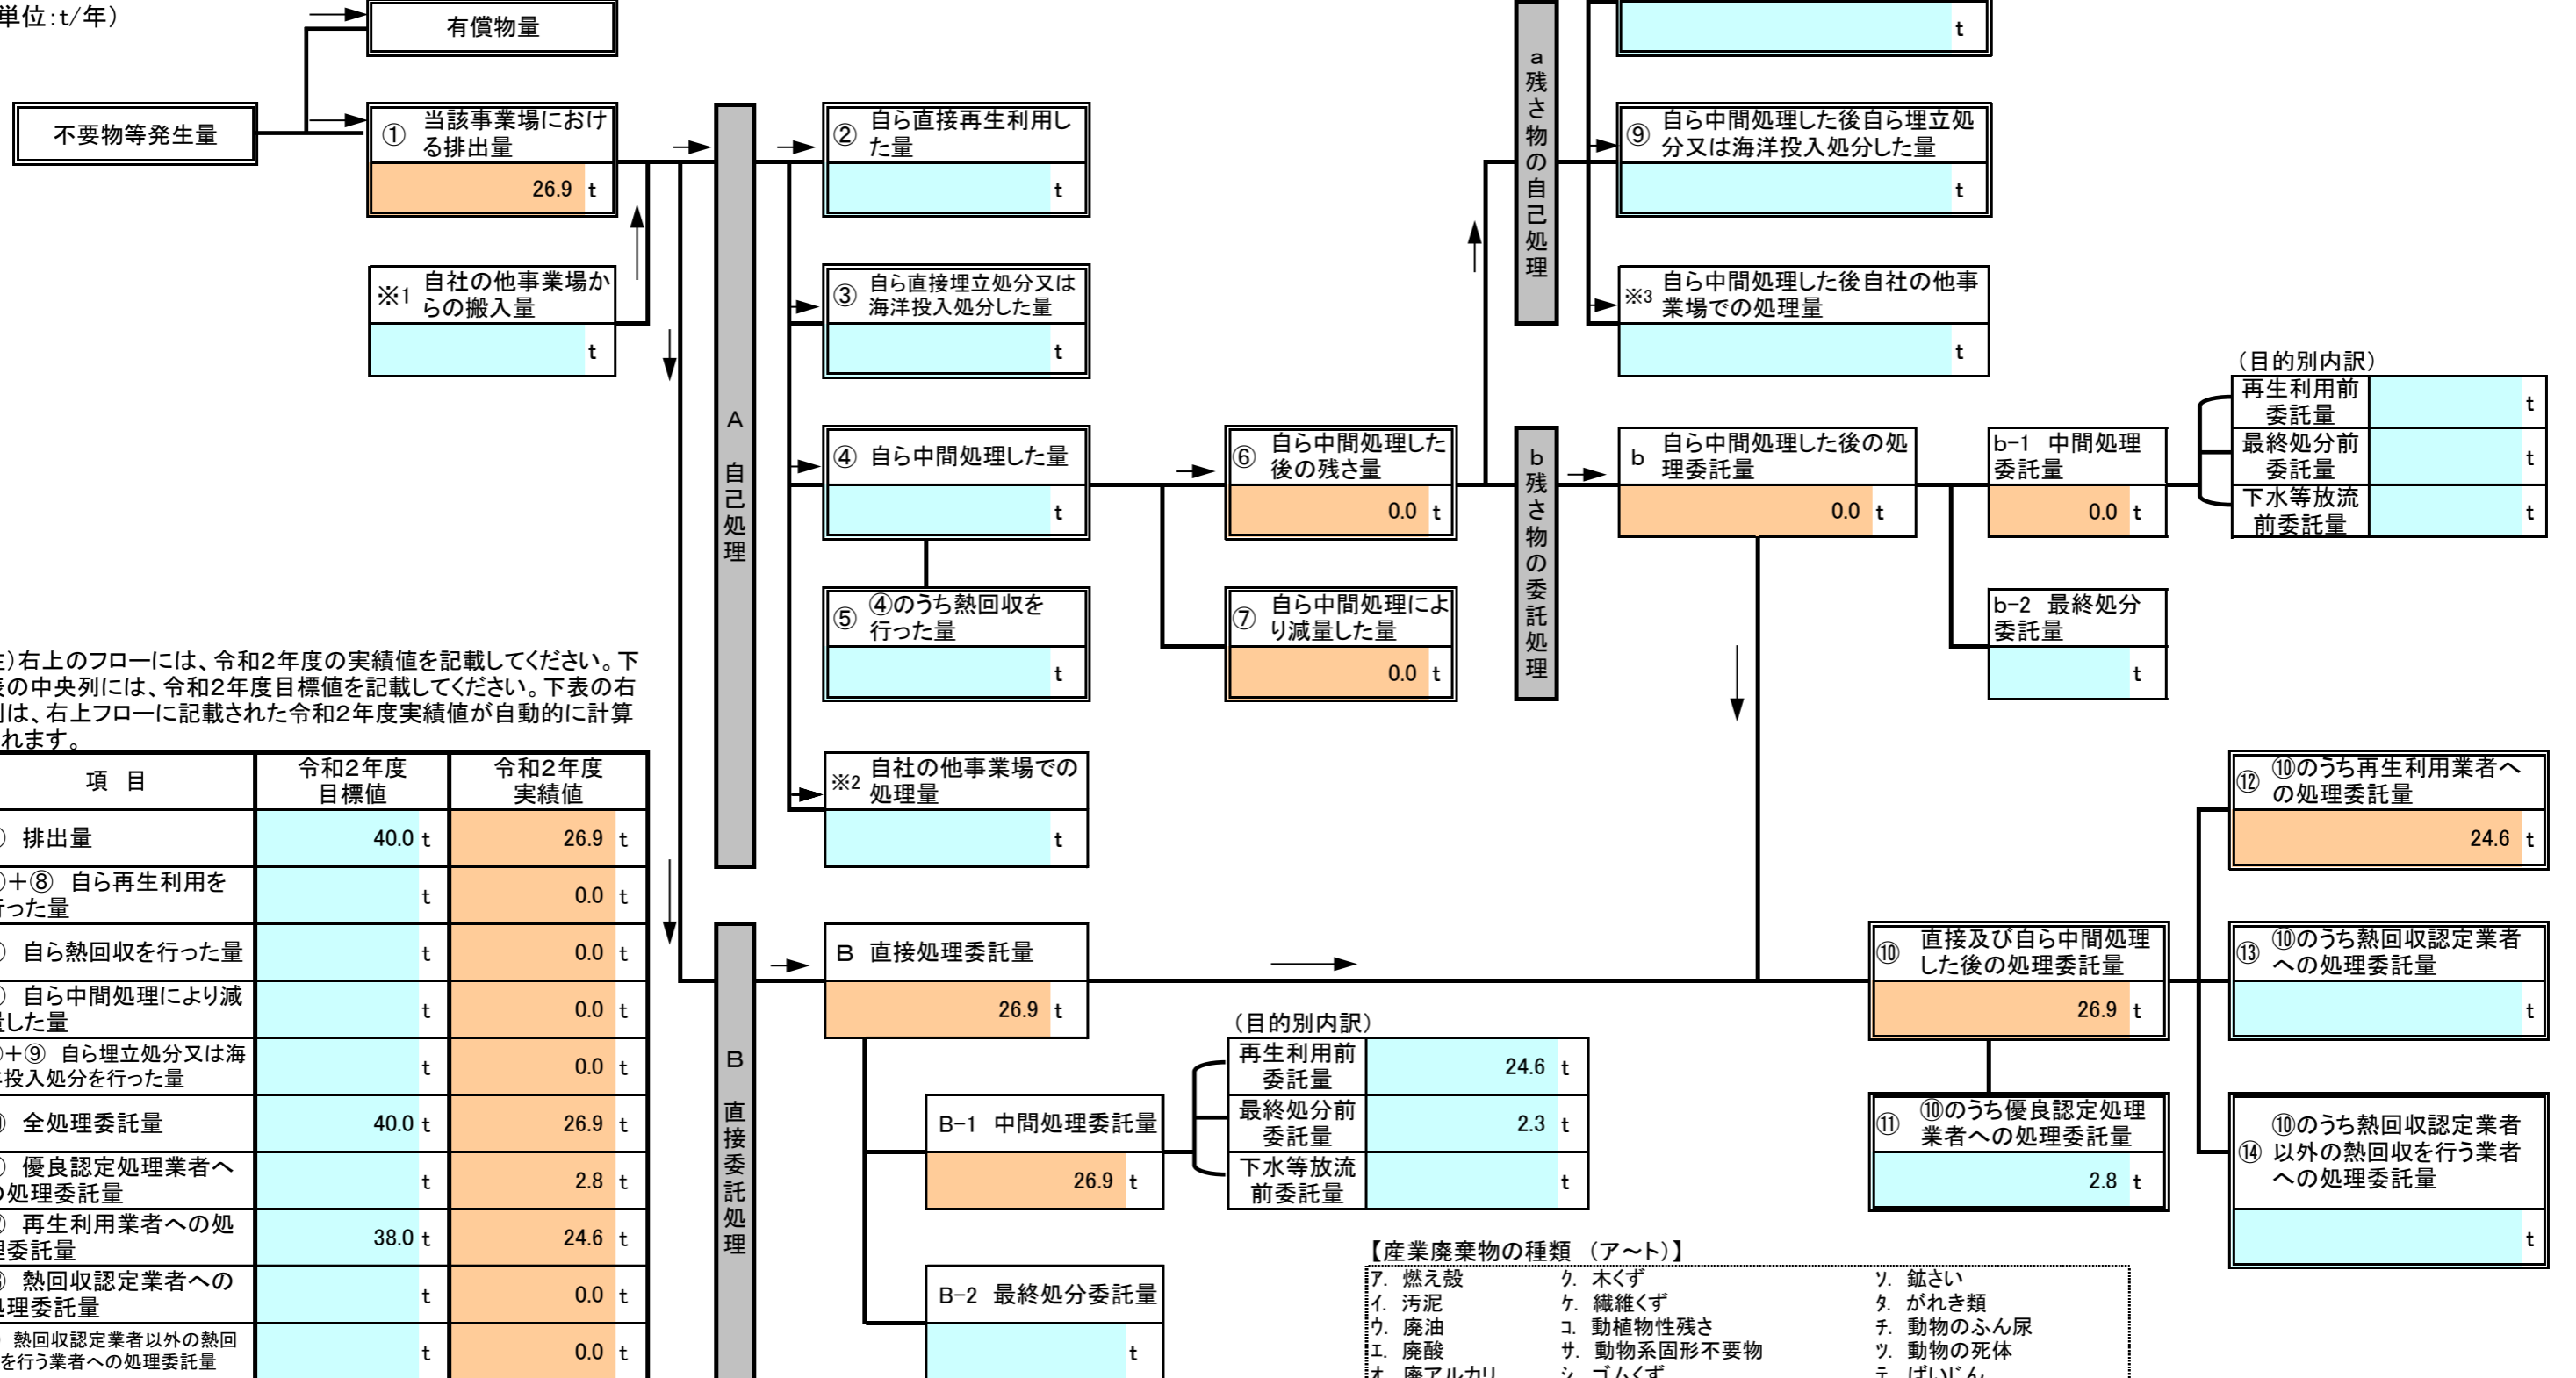 単位:t/年)
有償物量
不要物等発生量
① 当該事業場におけ
る排出量
26.9 t
※1 自社の他事業場か
らの搬入量
t
A 自己処理
② 自ら直接再生利用し
た量
t
③ 自ら直接埋立処分又は
海洋投入処分した量
t
④ 自ら中間処理した量
t
⑤ ④のうち熱回収を
行った量
t
※2 自社の他事業場での
処理量
t
⑥ 自ら中間処理した
後の残さ量
0.0 t
⑦ 自ら中間処理によ
り減量した量
0.0 t
a 残さ物の自己処理
t
⑨ 自ら中間処理した後自ら埋立処
分又は海洋投入処分した量
t
※3 自ら中間処理した後自社の他事
業場での処理量
t
b 残さ物の委託処理
b 自ら中間処理した後の処
理委託量
0.0 t
b-1 中間処理
委託量
0.0 t
(目的別内訳)
再生利用前
委託量
t
最終処分前
委託量
t
下水等放流
前委託量
t
b-2 最終処分
委託量
t
)右上のフローには、令和2年度の実績値を記載してください。下
の中央列には、令和2年度目標値を記載してください。下表の右
は、右上フローに記載された令和2年度実績値が自動的に計算
れます。
項 目
令和2年度
目標値
令和2年度
実績値
排出量 40.0 t 26.9 t
+⑧ 自ら再生利用を
った量
t 0.0 t
自ら熱回収を行った量 t 0.0 t
自ら中間処理により減
した量
t 0.0 t
+⑨ 自ら埋立処分又は海
投入処分を行った量
t 0.0 t
全処理委託量 40.0 t 26.9 t
優良認定処理業者へ
処理委託量
t 2.8 t
再生利用業者への処
委託量
38.0 t 24.6 t
熱回収認定業者への
理委託量
t 0.0 t
熱回収認定業者以外の熱回
を行う業者への処理委託量
t 0.0 t
B 直接委託処理
B 直接処理委託量
26.9 t
B-1 中間処理委託量
26.9 t
(目的別内訳)
再生利用前
委託量
24.6 t
最終処分前
委託量
2.3 t
下水等放流
前委託量
t
B-2 最終処分委託量
t
⑩ 直接及び自ら中間処理
した後の処理委託量
26.9 t
⑪ ⑩のうち優良認定処理
業者への処理委託量
2.8 t
⑫ ⑩のうち再生利用業者へ
の処理委託量
24.6 t
⑬ ⑩のうち熱回収認定業者
への処理委託量
t
⑭ ⑩のうち熱回収認定業者
以外の熱回収を行う業者
への処理委託量
t
【産業廃棄物の種類 (ア~ト)】
ア. 燃え殻 ク. 木くず ソ. 鉱さい
イ. 汚泥 ケ. 繊維くず タ. がれき類
ウ. 廃油 コ. 動植物性残さ チ. 動物のふん尿
エ. 廃酸 サ. 動物系固形不要物 ツ. 動物の死体
オ. 廃アルカリ シ. ゴムくず テ. ばいじん